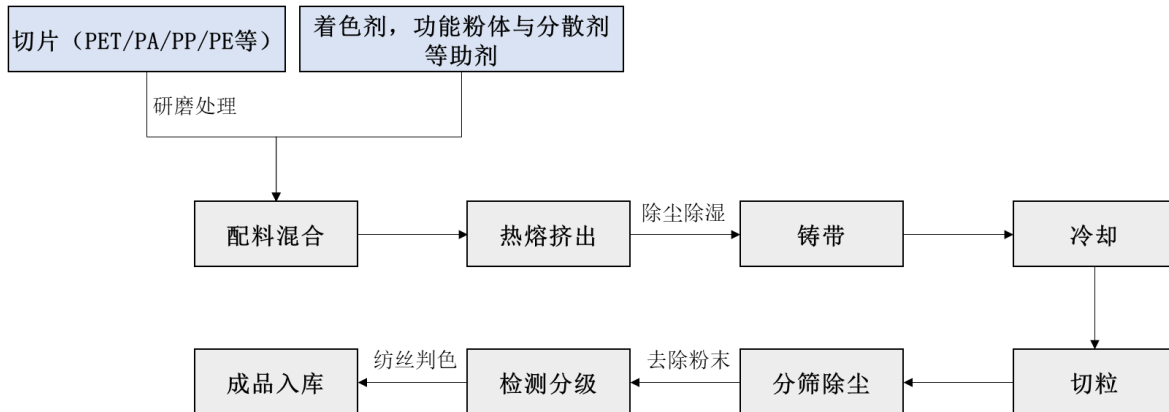 切片（PET/PA/PP/PE等）
着色剂，功能粉体与分散剂
等助剂
研磨处理
配料混合
热熔挤出
除尘除湿
铸带
冷却
成品入库
纺丝判色
检测分级
去除粉末
分筛除尘
切粒